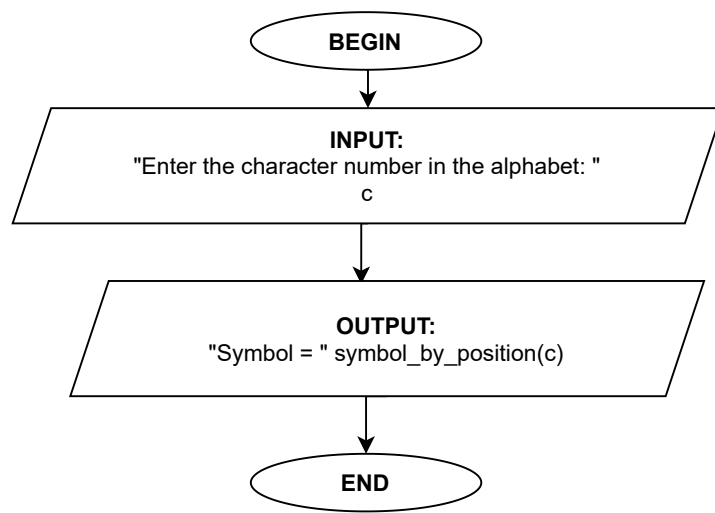 BEGIN
INPUT:
"Enter the character number in the alphabet: "
c
OUTPUT:
"Symbol = " symbol_by_position(c)
END